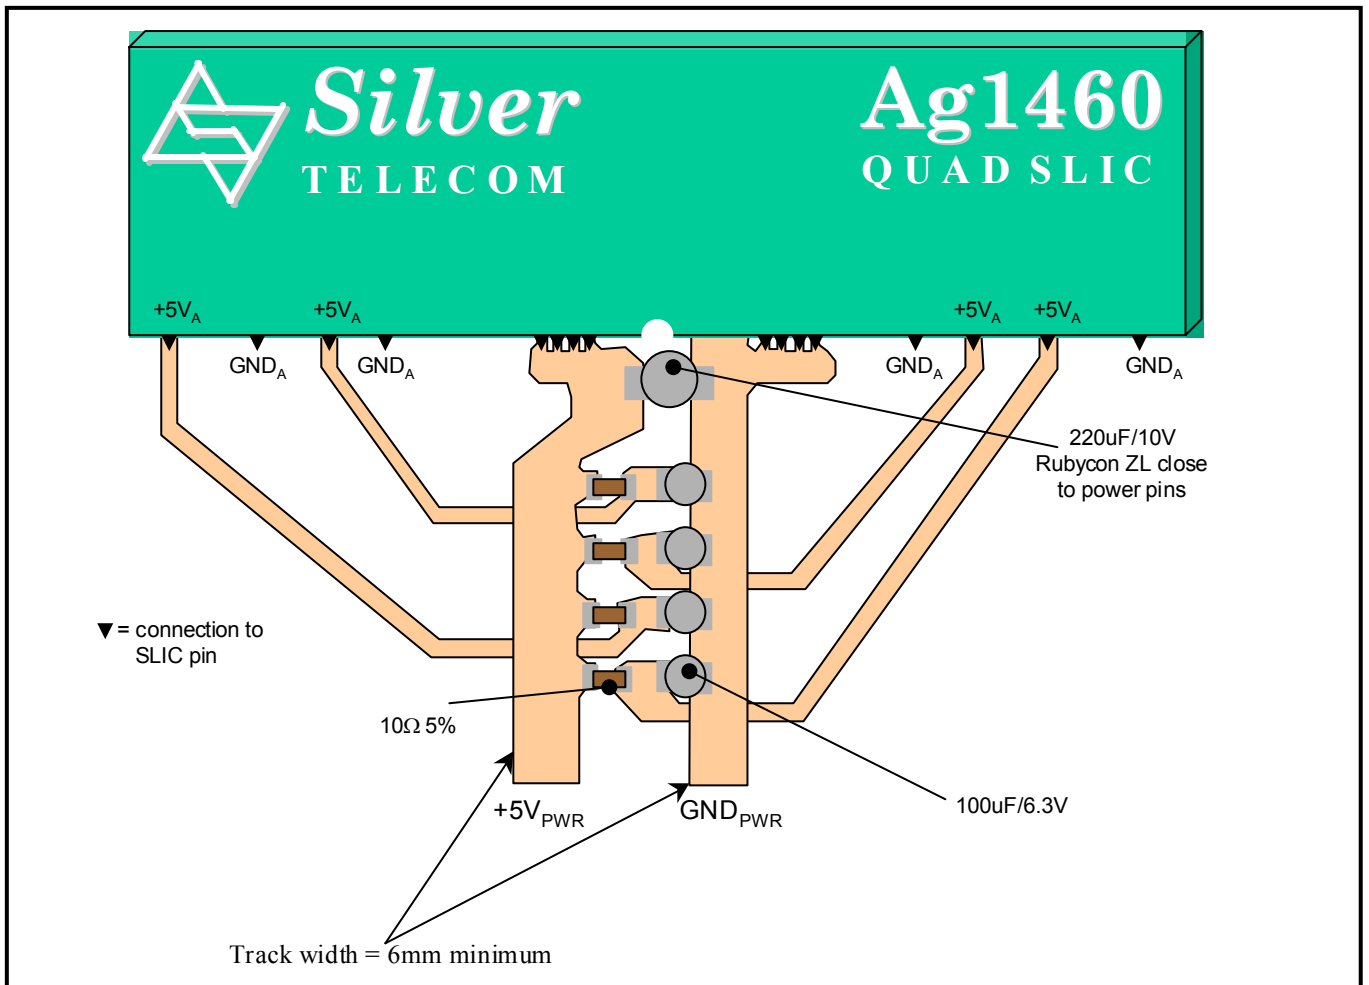 Silver
TELECOM
Ag1460
QUAD SLIC
+5VA
+5VA
+5VA
+5VA
GNDA
GNDA
GNDA
GNDA
220uF/10V
Rubycon ZL close
to power pins
▼ = connection to
SLIC pin
10Ω 5%
+5VPWR
GNDPWR
100uF/6.3V
Track width = 6mm minimum